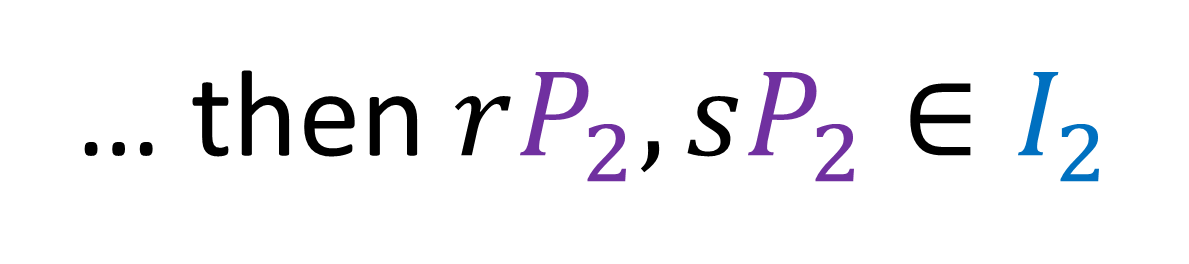 ... then rP₂, sP₂ ∈ I₂